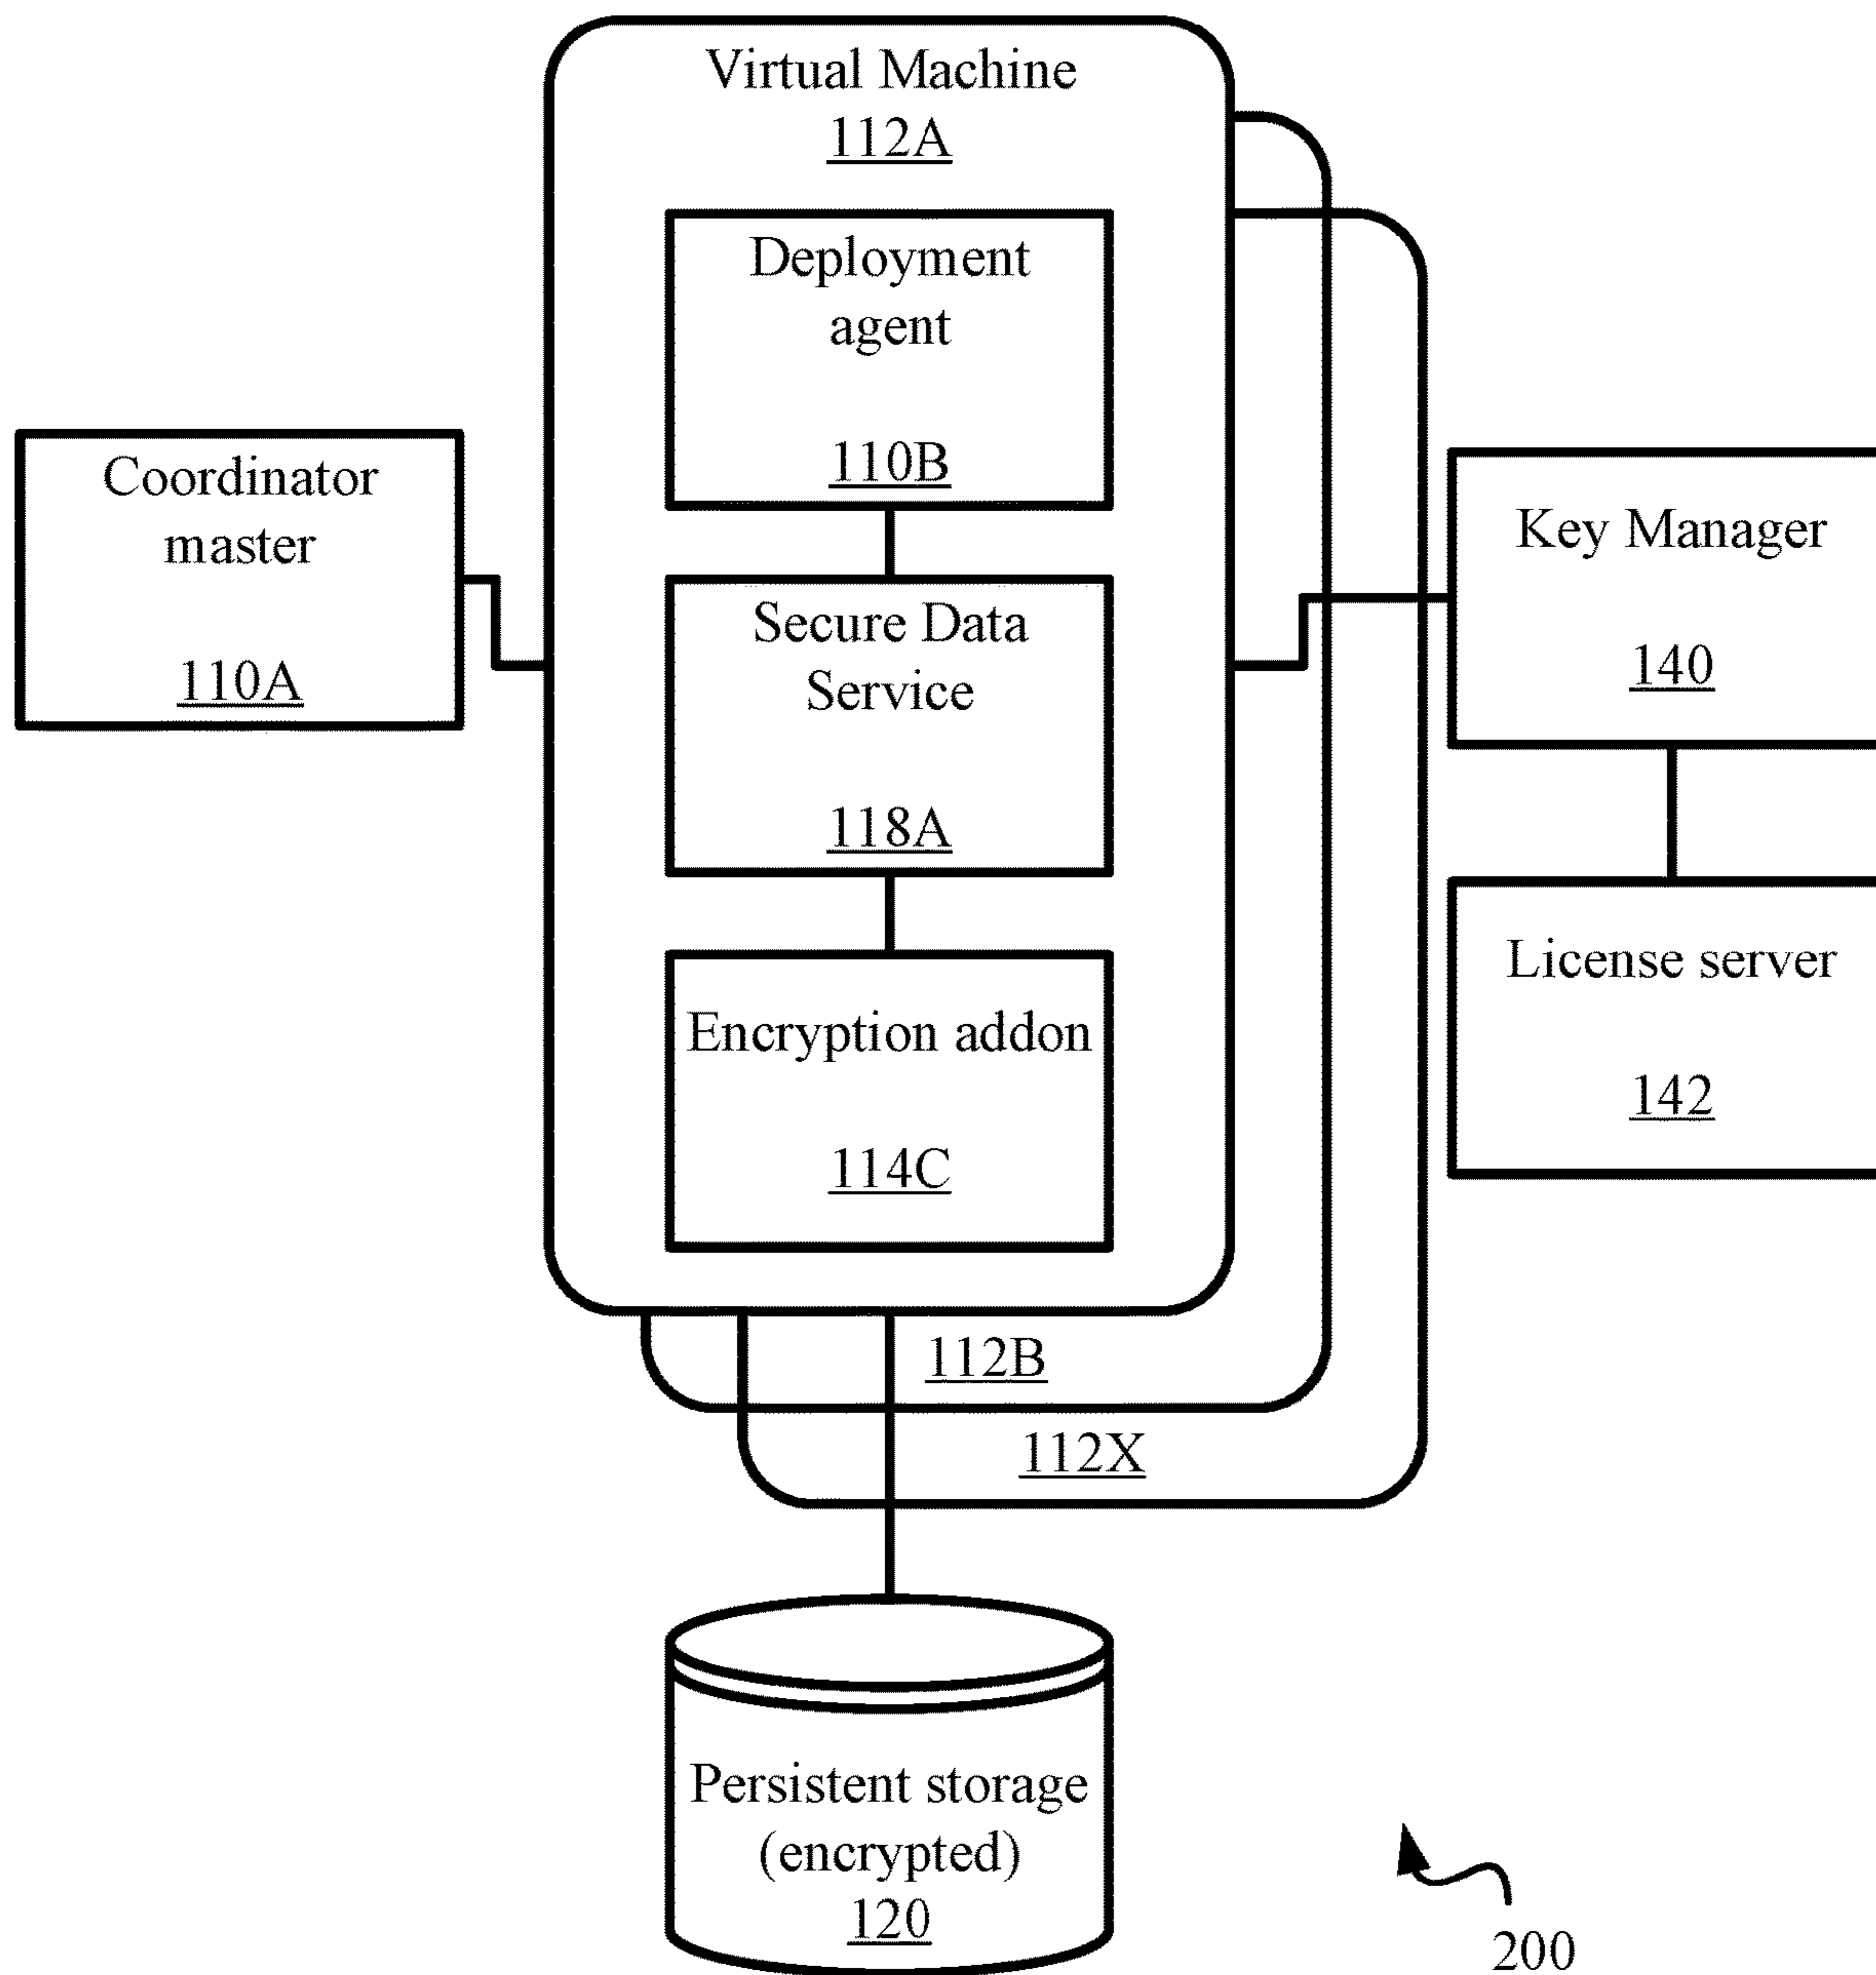 Virtual Machine
112A
Deployment
agent
110B
Coordinator
master
110A
Secure Data
Service
118A
Key Manager
140
License server
142
Encryption addon
114C
112B
112X
Persistent storage
(encrypted)
120
200